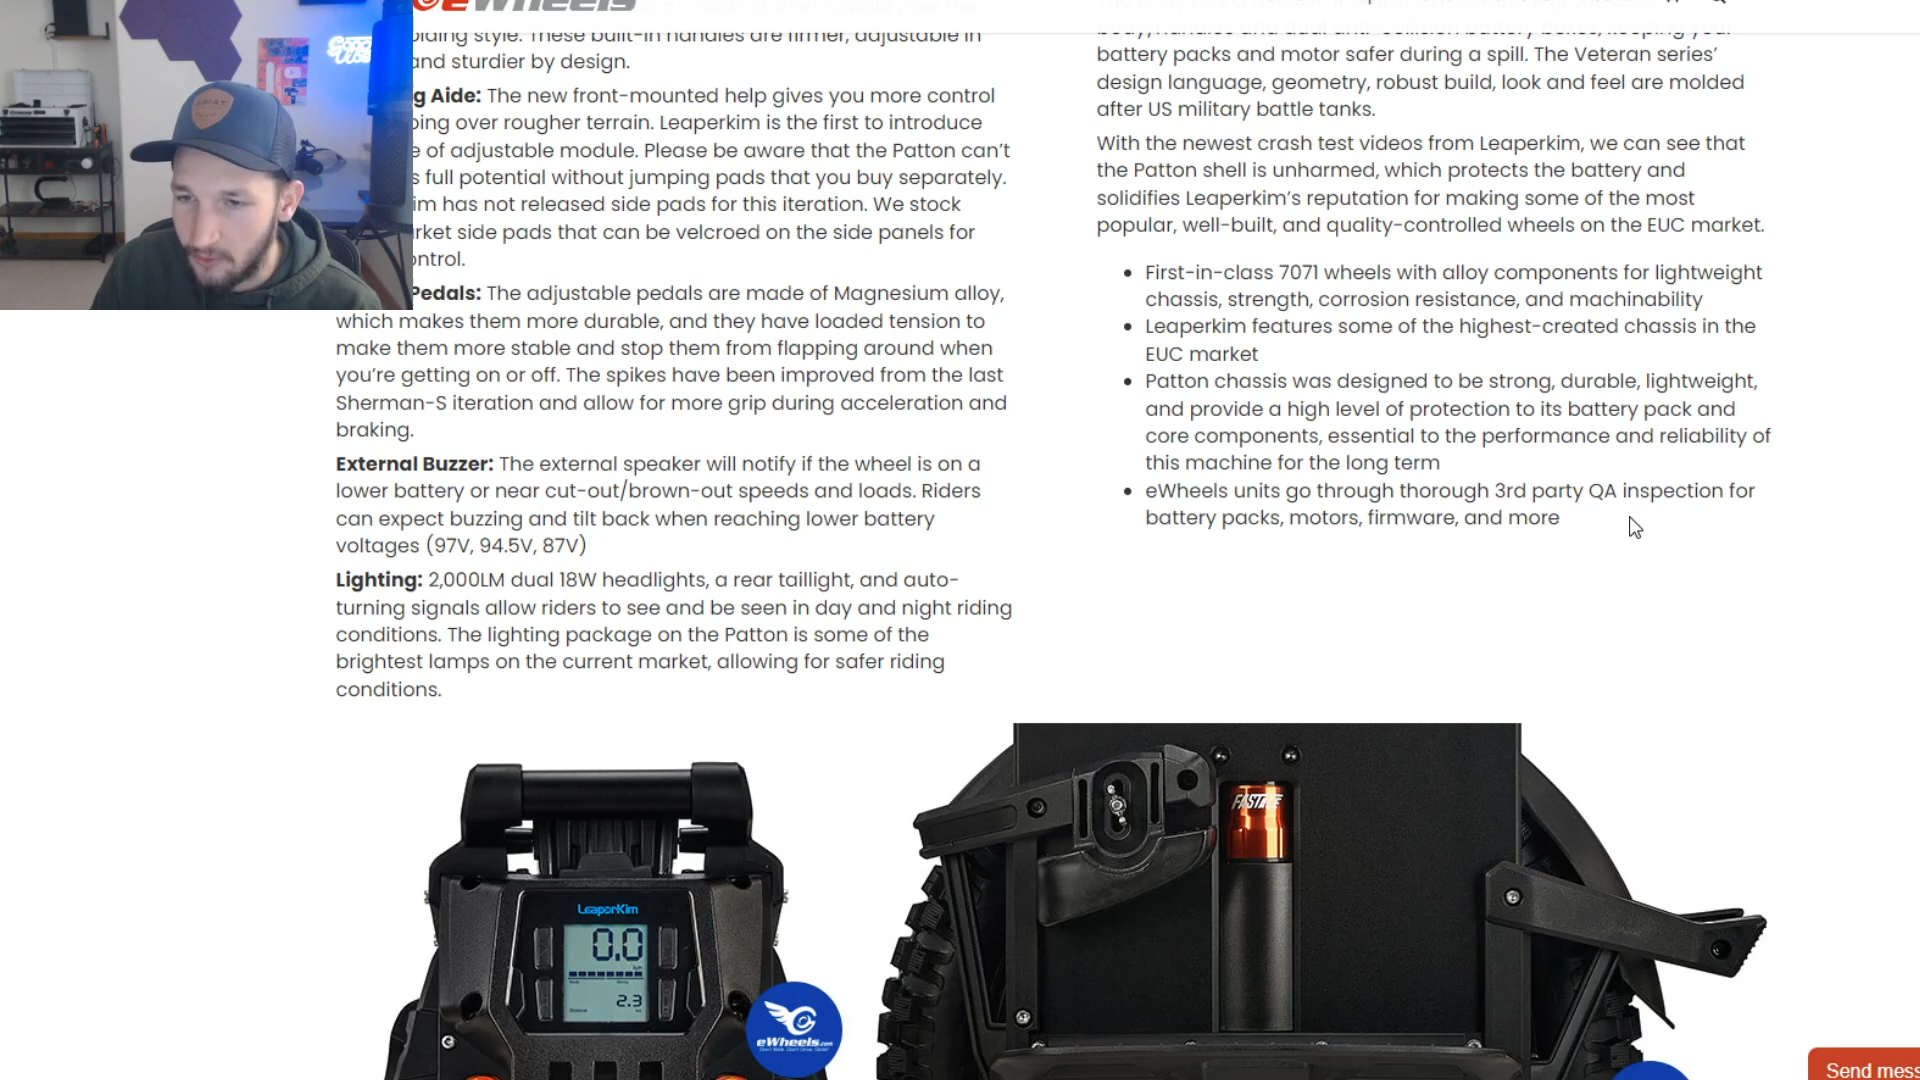 eWheels
olding style. These built-in handles are firmer, adjustable in
and sturdier by design.
g Aide: The new front-mounted help gives you more control
ping over rougher terrain. Leaperkim is the first to introduce
e of adjustable module. Please be aware that the Patton can't
s full potential without jumping pads that you buy separately.
im has not released side pads for this iteration. We stock
rket side pads that can be velcroed on the side panels for
ontrol.
Pedals: The adjustable pedals are made of Magnesium alloy,
which makes them more durable, and they have loaded tension to
make them more stable and stop them from flapping around when
you're getting on or off. The spikes have been improved from the last
Sherman-S iteration and allow for more grip during acceleration and
braking.
External Buzzer: The external speaker will notify if the wheel is on a
lower battery or near cut-out/brown-out speeds and loads. Riders
can expect buzzing and tilt back when reaching lower battery
voltages (97V, 94.5V, 87V)
Lighting: 2,000LM dual 18W headlights, a rear taillight, and auto-
turning signals allow riders to see and be seen in day and night riding
conditions. The lighting package on the Patton is some of the
brightest lamps on the current market, allowing for safer riding
conditions.
battery packs and motor safer during a spill. The Veteran series'
design language, geometry, robust build, look and feel are molded
after US military battle tanks.
With the newest crash test videos from Leaperkim, we can see that
the Patton shell is unharmed, which protects the battery and
solidifies Leaperkim's reputation for making some of the most
popular, well-built, and quality-controlled wheels on the EUC market.
First-in-class 7071 wheels with alloy components for lightweight
chassis, strength, corrosion resistance, and machinability
Leaperkim features some of the highest-created chassis in the
EUC market
Patton chassis was designed to be strong, durable, lightweight,
and provide a high level of protection to its battery pack and
core components, essential to the performance and reliability of
this machine for the long term
eWheels units go through thorough 3rd party QA inspection for
battery packs, motors, firmware, and more
ARIAT
LeaperKim
0.0
2.3
eWheels.com
FASTACE
Send mess